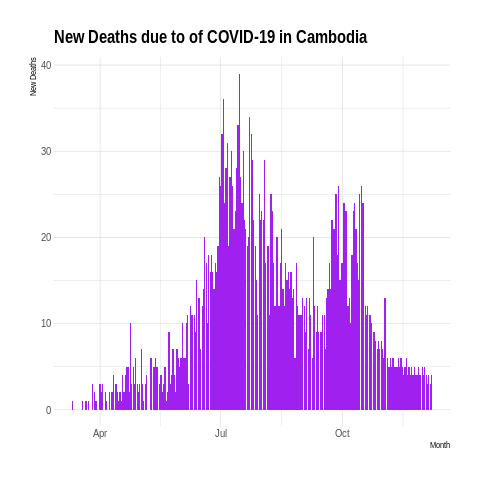 New Deaths due to of COVID-19 in Cambodia
New Deaths
40
30
20
10
0
Apr
Jul
Oct
Month